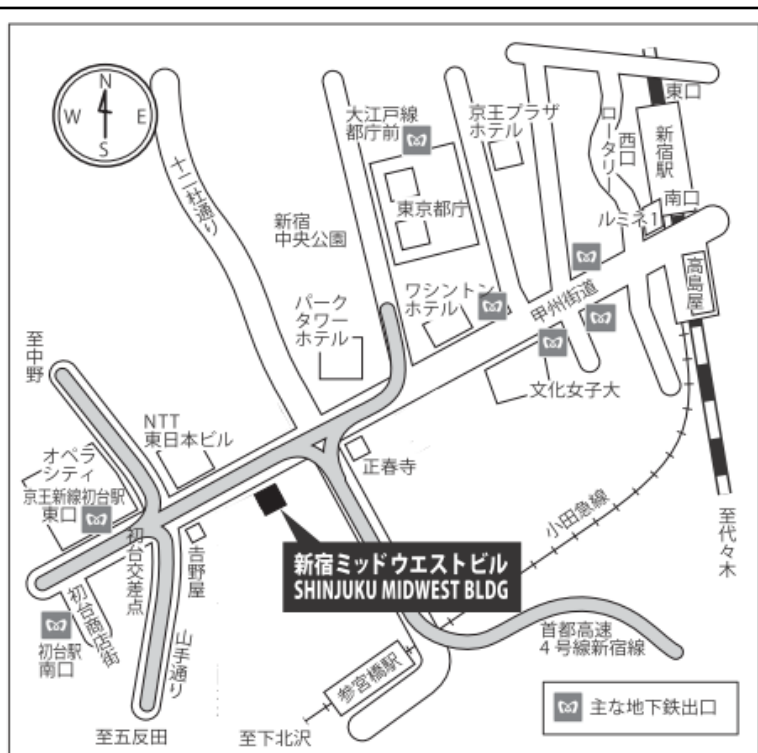 N
W
E
S
十二社通り
大江戸線
都庁前
京王プラザ
ホテル
東口
新宿駅
西口
ロータリー
南口
ルミネ1
東京都庁
新宿
中央公園
高島屋
ワシントン
ホテル
甲州街道
パーク
タワー
ホテル
至中野
文化女子大
NTT
東日本ビル
オペラ
シティ
正春寺
京王新線初台駅
東口
小田急線
至代々木
初台交差点
吉野屋
新宿ミッドウエストビル
SHINJUKU MIDWEST BLDG
初台商店街
初台駅
南口
山手通り
首都高速
4号線新宿線
参宮橋駅
主な地下鉄出口
至五反田
至下北沢